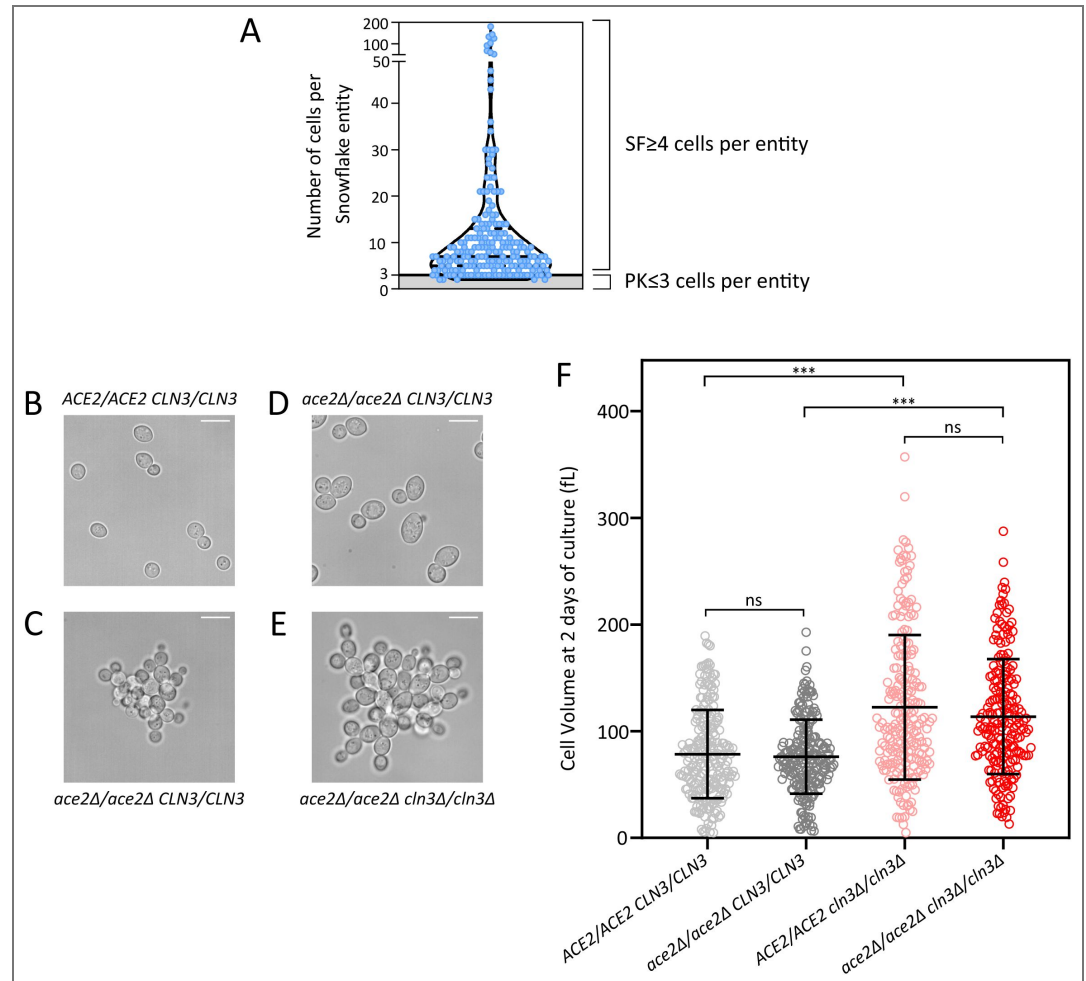 A
200
100
50
40
30
20
10
3
0
Number of cells per
Snowflake entity
SF≥4 cells per entity
PK≤3 cells per entity
B
ACE2/ACE2 CLN3/CLN3
D
ace2Δ/ace2Δ CLN3/CLN3
C
ace2Δ/ace2Δ CLN3/CLN3
E
ace2Δ/ace2Δ cln3Δ/cln3Δ
F
***
***
ns
ns
400
300
200
100
0
Cell Volume at 2 days of culture (fL)
ACE2/ACE2 CLN3/CLN3
ace2Δ/ace2Δ CLN3/CLN3
ACE2/ACE2 cln3Δ/cln3Δ
ace2Δ/ace2Δ cln3Δ/cln3Δ